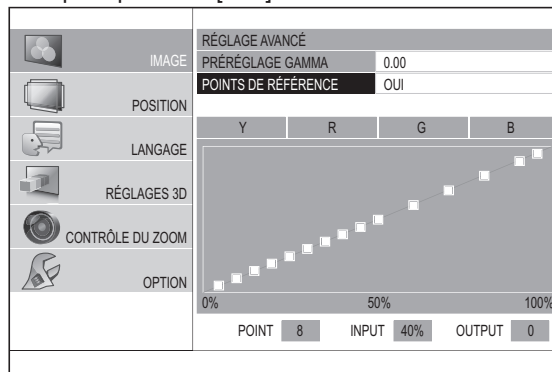 RÉGLAGE AVANCÉ
IMAGE
PRÉRÉGLAGE GAMMA 0.00
POINTS DE RÉFÉRENCE OUI
POSITION
Y R G B
LANGAGE
RÉGLAGES 3D
CONTRÔLE DU ZOOM
OPTION
0% 50% 100%
POINT 8 INPUT 40% OUTPUT 0